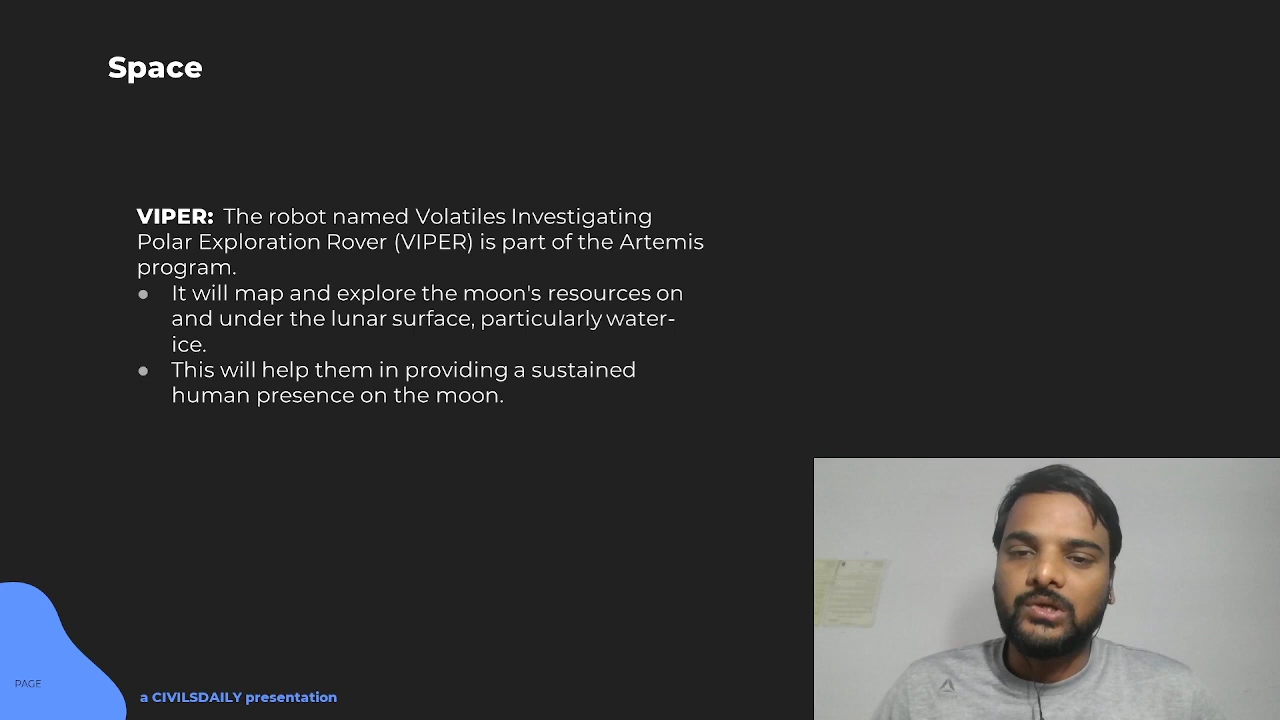 Space
VIPER: The robot named Volatiles Investigating
Polar Exploration Rover (VIPER) is part of the Artemis
program.
● It will map and explore the moon's resources on
and under the lunar surface, particularly water-
ice.
● This will help them in providing a sustained
human presence on the moon.
PAGE
a CIVILSDAILY presentation